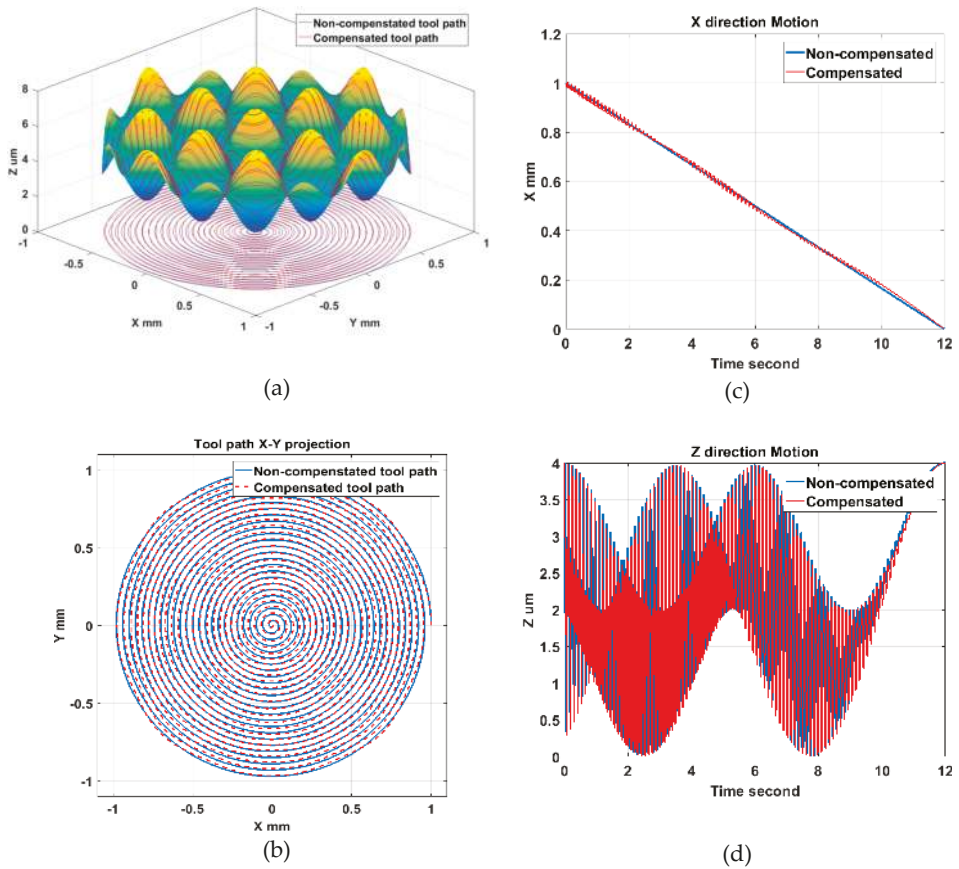 Non-compenstated tool path
Compensated tool path
8
6
4
2
0
Z um
-1
-0.5
0
0.5
1
X mm
-1
-0.5
0
0.5
1
Y mm
(a)
X direction Motion
Non-compensated
Compensated
1.2
1
0.8
0.6
0.4
0.2
0
X mm
0 2 4 6 8 10 12
Time second
(c)
Tool path X-Y projection
Non-compenstated tool path
Compensated tool path
1
0.5
0
-0.5
-1
Y mm
-1 -0.5 0 0.5 1
X mm
(b)
Z direction Motion
Non-compensated
Compensated
4
3.5
3
2.5
2
1.5
1
0.5
0
Z um
0 2 4 6 8 10 12
Time second
(d)